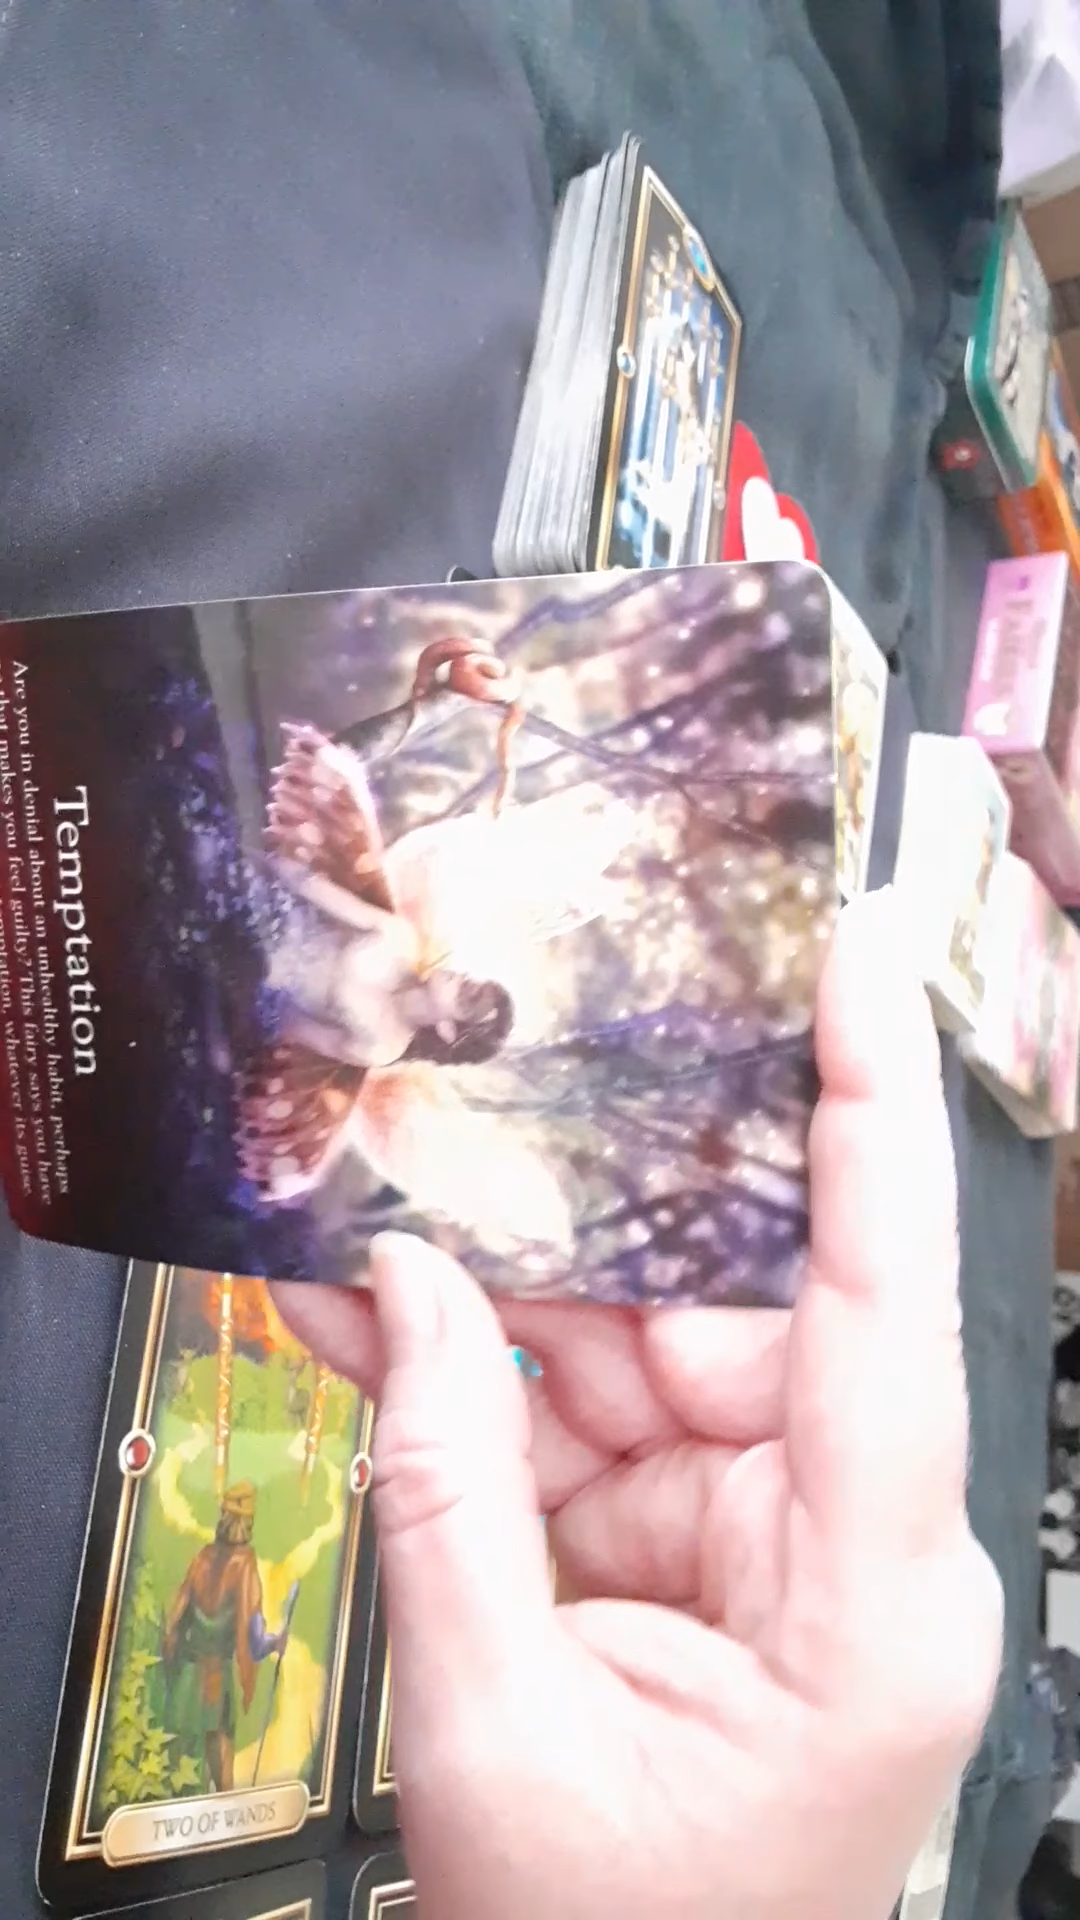 Temptation
Are you in denial about an unhealthy habit, perhaps
that makes you feel guilty? This fairy says you have
temptation, whatever its guise
TWO OF WANDS